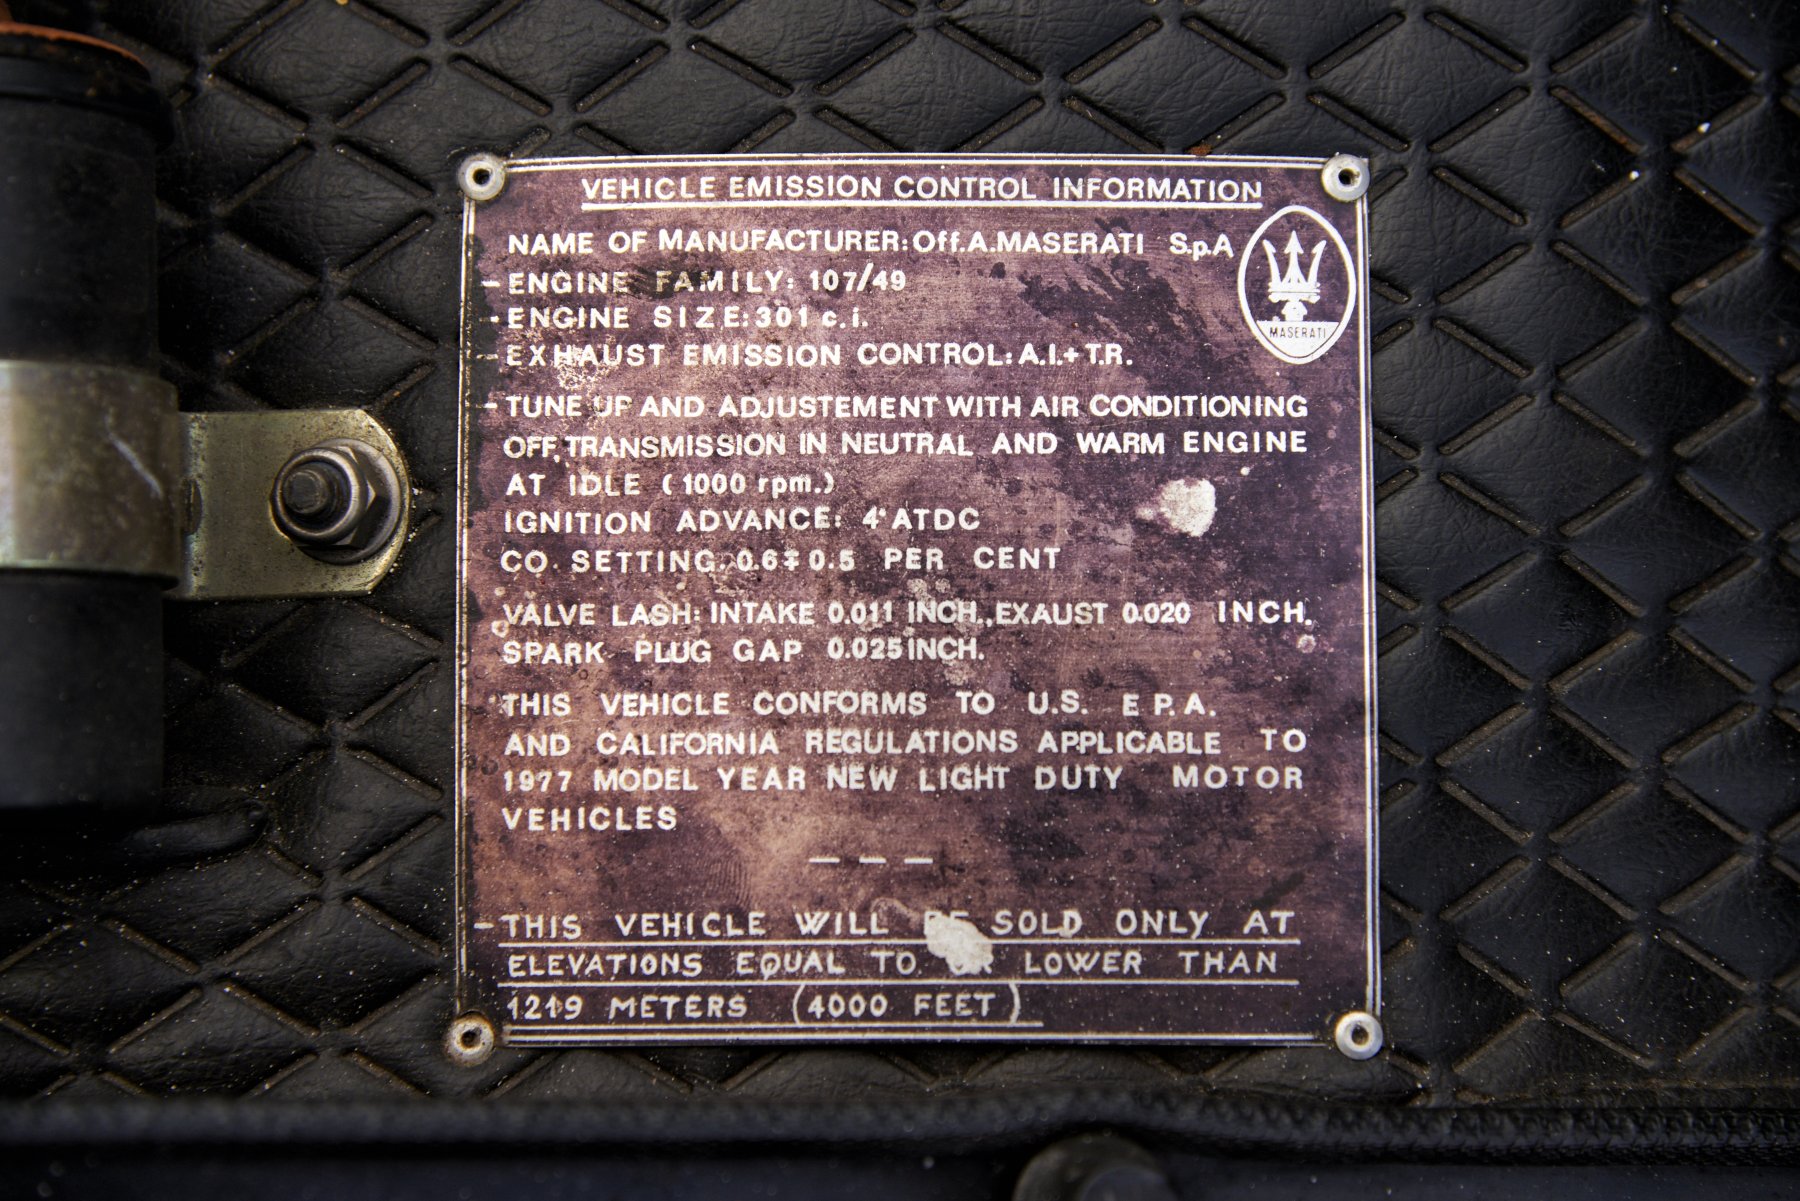 VEHICLE EMISSION CONTROL INFORMATION
NAME OF MANUFACTURER: Off.A.MASERATI S.p.A
MASERATI
-ENGINE FAMILY: 107/49
-ENGINE SIZE:301 c.i.
-EXHAUST EMISSION CONTROL: A.I.+ T.R.
-TUNE UP AND ADJUSTEMENT WITH AIR CONDITIONING
OFF, TRANSMISSION IN NEUTRAL AND WARM ENGINE
AT IDLE (1000 rpm.)
IGNITION ADVANCE: 4° ATDC
CO. SETTING: 0.6∓0.5 PER CENT
VALVE LASH: INTAKE 0.011 INCH., EXAUST 0.020 INCH.
SPARK PLUG GAP 0.025 INCH.
THIS VEHICLE CONFORMS TO U.S. E P.A.
AND CALIFORNIA REGULATIONS APPLICABLE TO
1977 MODEL YEAR NEW LIGHT DUTY MOTOR
VEHICLES
— — —
-THIS VEHICLE WILL BE SOLD ONLY AT
ELEVATIONS EQUAL TO OR LOWER THAN
1219 METERS (4000 FEET)